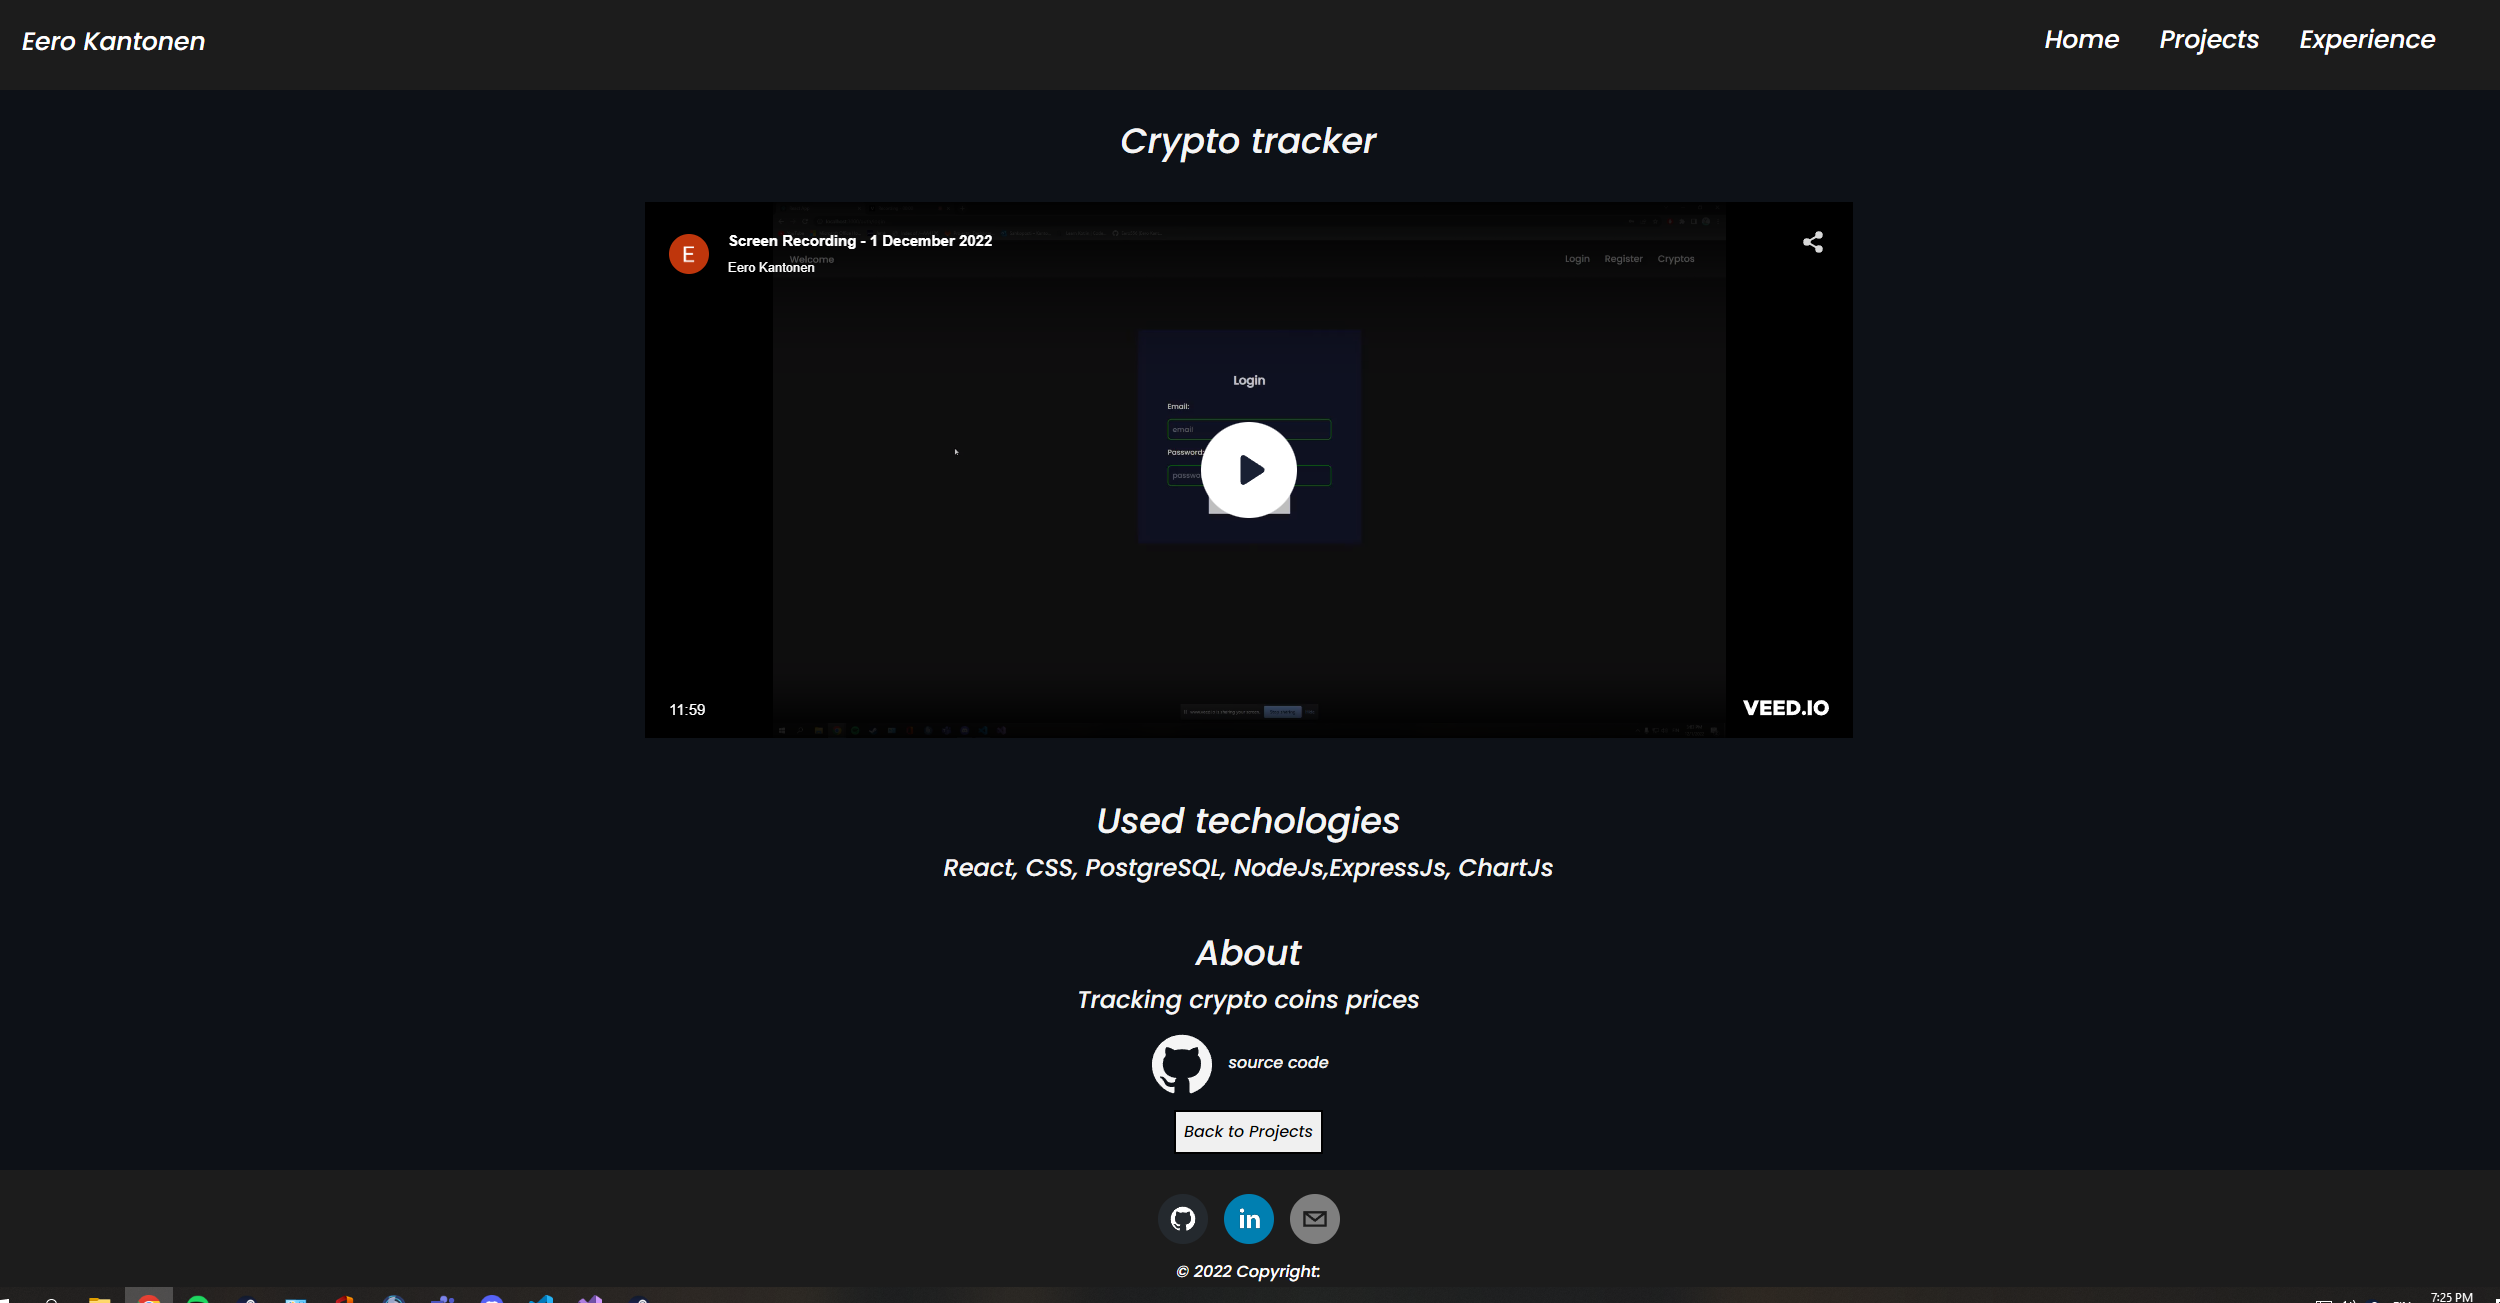 Eero Kantonen
Home Projects Experience
Crypto tracker
E
Screen Recording - 1 December 2022
Eero Kantonen
Welcome
Login Register Cryptos
Login
Email:
email
Password:
11:59
VEED.IO
Used techologies
React, CSS, PostgreSQL, NodeJs,ExpressJs, ChartJs
About
Tracking crypto coins prices
source code
Back to Projects
in
© 2022 Copyright:
7:25 PM